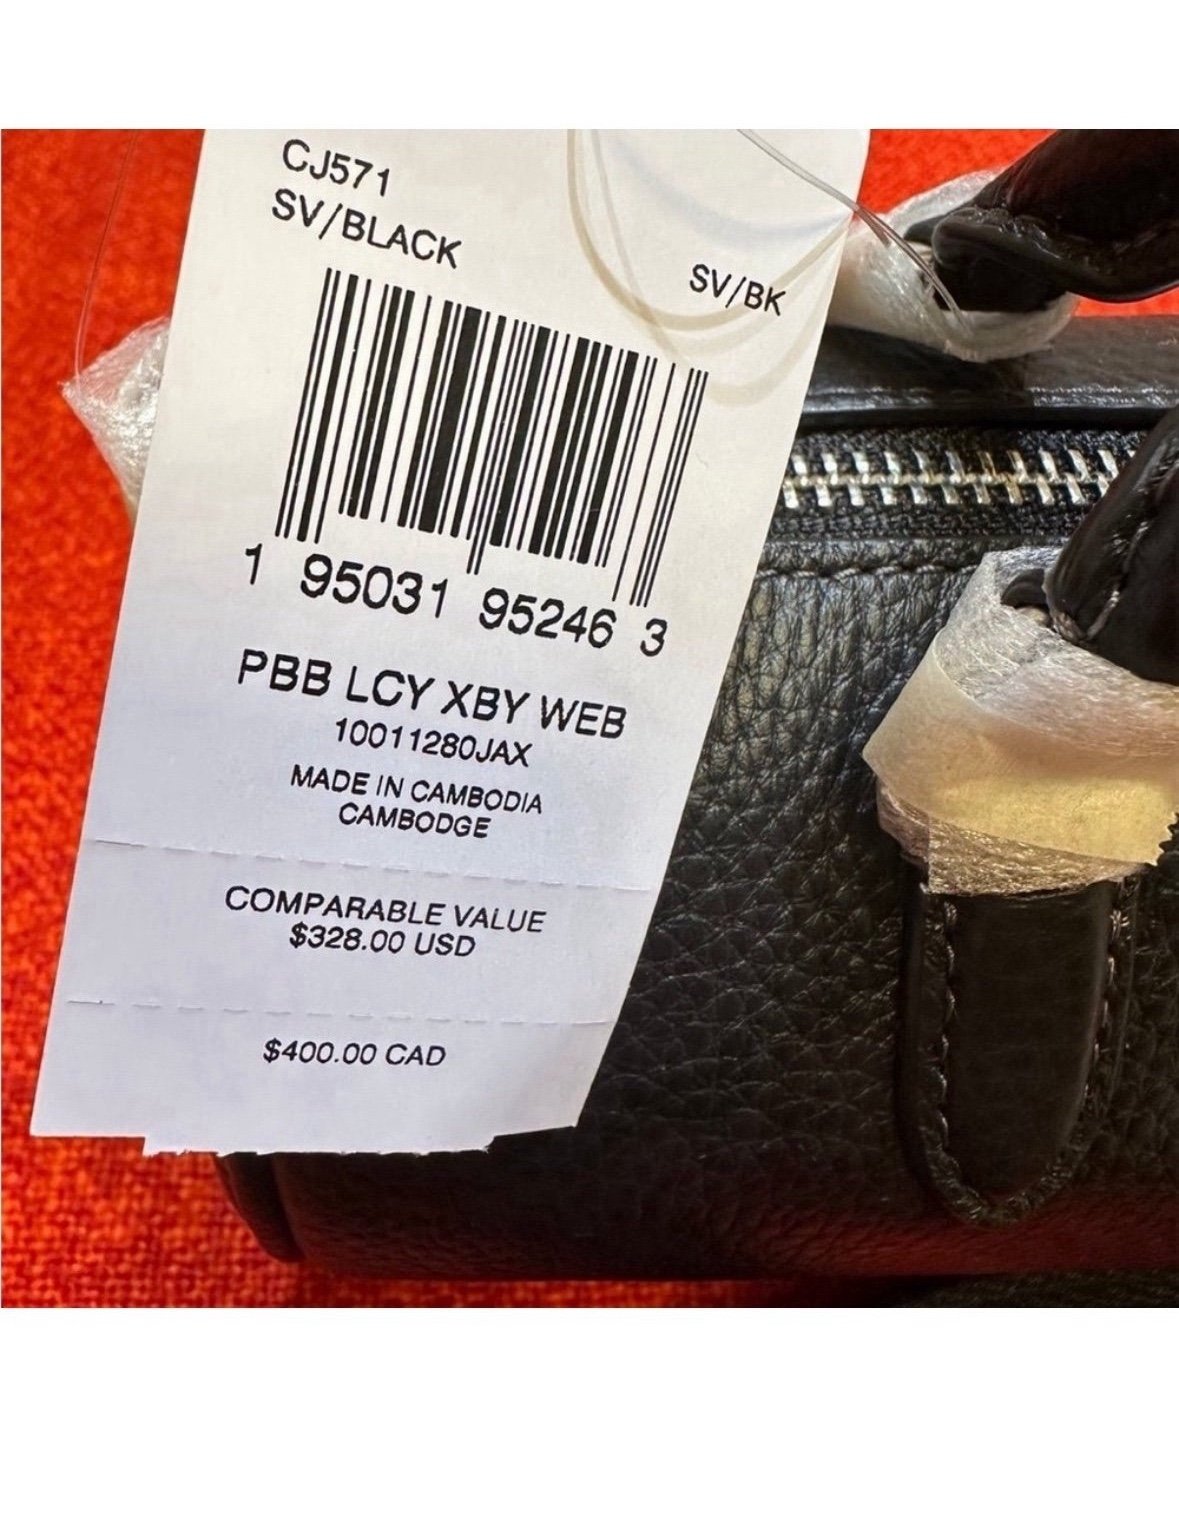 CJ571
SV/BLACK
SV/BK
1 95031 95246 3
PBB LCY XBY WEB
10011280JAX
MADE IN CAMBODIA
CAMBODGE
COMPARABLE VALUE
$328.00 USD
$400.00 CAD